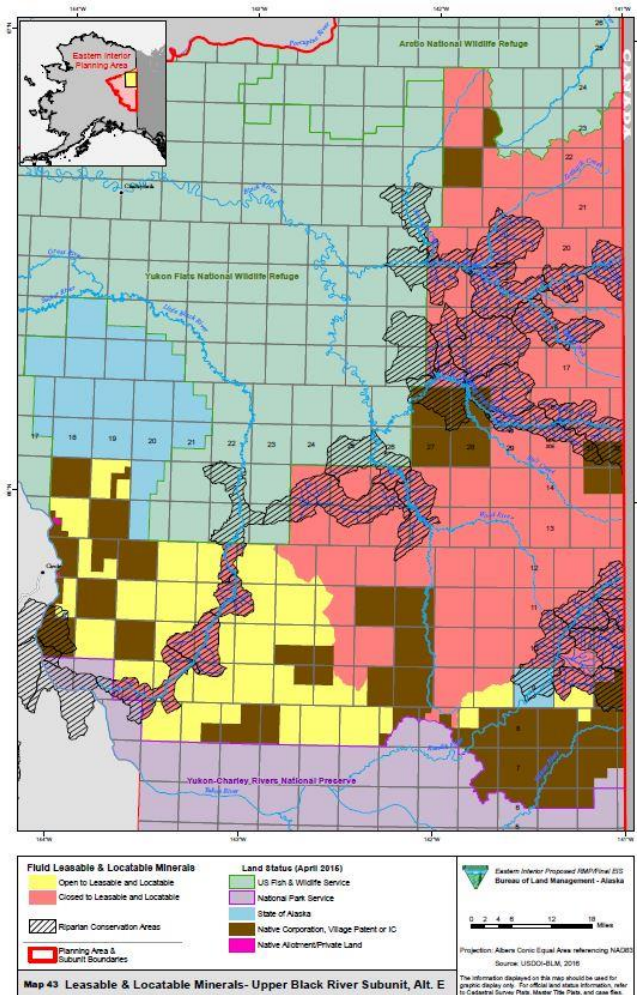 Eastern Interior
Planning Area
Porcupine River
Arctic National Wildlife Refuge
CANADA
26
25
24
23
22
21
20
Black River
Yukon Flats National Wildlife Refuge
Grass River
Little Black River
17
17
18
19
20
21
22
23
24
25
26
27
28
29
14
13
Wood River
12
11
Circle
8
7
6
Yukon-Charley Rivers National Preserve
Yukon River
144°W
143°W
142°W
141°W
Fluid Leasable & Locatable Minerals
Open to Leasable and Locatable
Closed to Leasable and Locatable
Riparian Conservation Areas
Planning Area &
Subunit Boundaries
Land Status (April 2015)
US Fish & Wildlife Service
National Park Service
State of Alaska
Native Corporation, Village Patent or IC
Native Allotment/Private Land
Eastern Interior Proposed RMP/Final EIS
Bureau of Land Management - Alaska
0 2 4 6 12 18
Miles
Projection: Albers Conic Equal Area referencing NAD83
Source: USDOI-BLM, 2016
The information displayed on this map should be used for
graphic display only. For official land status information, refer
to Cadastral Survey Plats, Master Title Plats, and case files.
Map 43 Leasable & Locatable Minerals- Upper Black River Subunit, Alt. E